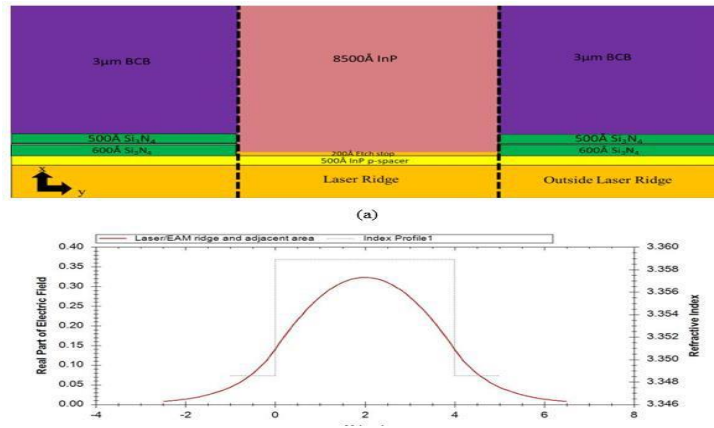 3μm BCB 8500Å InP 3μm BCB
500Å Si₃N₄ 500Å Si₃N₄
200Å Etch stop
600Å Si₃N₄ 600Å Si₃N₄
500Å InP p-spacer
x
y
Laser Ridge Outside Laser Ridge
(a)
Laser/EAM ridge and adjacent area Index Profile1
0.40 3.360
0.35 3.358
0.30 3.356
0.25 3.354
0.20 3.352
0.15 3.350
0.10
0.05 3.348
0.00 3.346
Real Part of Electric Field
Refractive Index
-4 -2 0 2 4 6 8